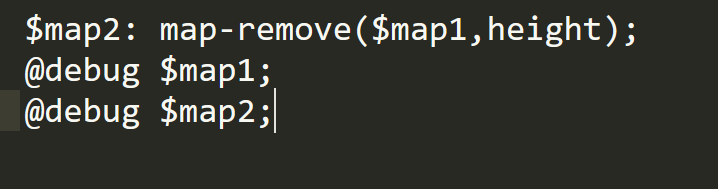 $map2: map-remove($map1,height);
@debug $map1;
@debug $map2;